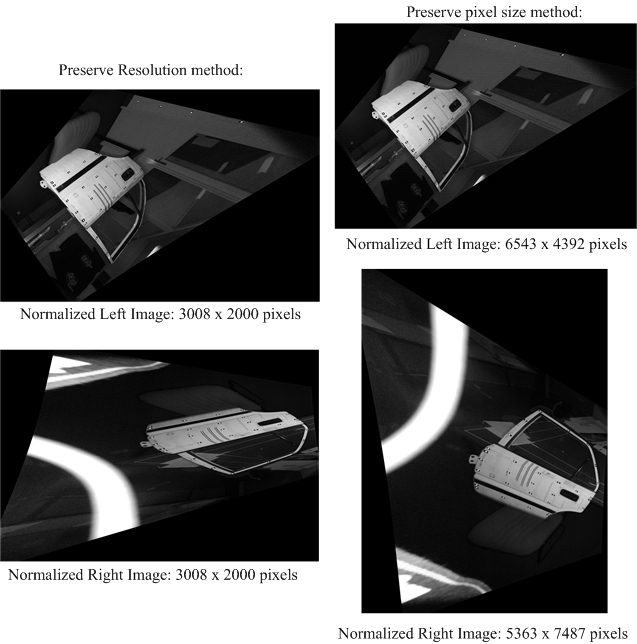 Preserve pixel size method:
Preserve Resolution method:
Normalized Left Image: 6543 x 4392 pixels
Normalized Left Image: 3008 x 2000 pixels
Normalized Right Image: 3008 x 2000 pixels
Normalized Right Image: 5363 x 7487 pixels